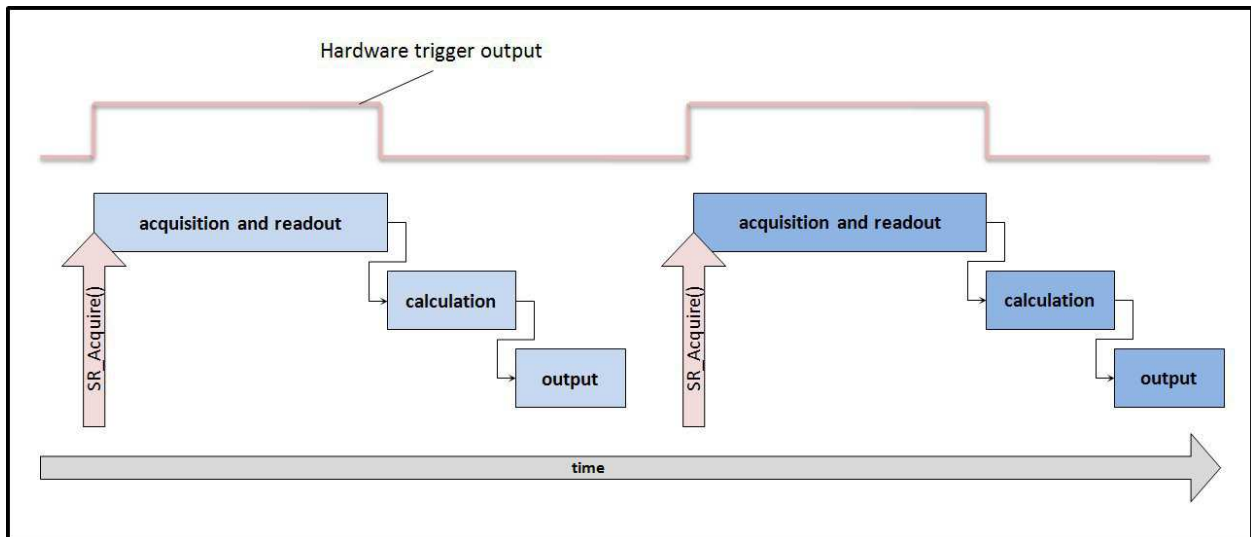 Hardware trigger output
acquisition and readout
acquisition and readout
SR_Acquire()
calculation
SR_Acquire()
calculation
output
output
time